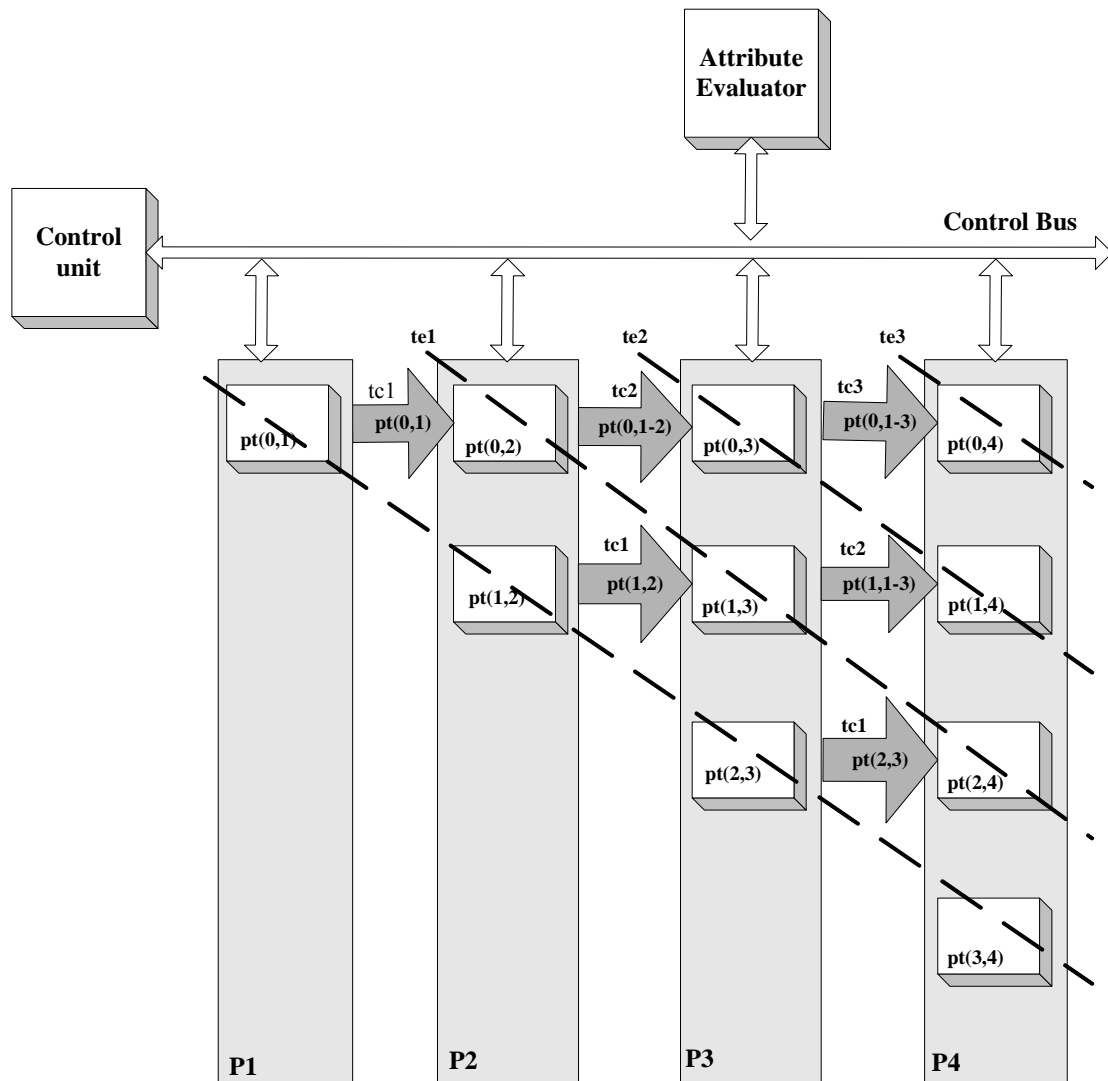 Attribute
Evaluator
Control
unit
Control Bus
te1
te2
te3
tc1
tc2
tc3
pt(0,1)
pt(0,1)
pt(0,2)
pt(0,1-2)
pt(0,3)
pt(0,1-3)
pt(0,4)
tc1
tc2
pt(1,2)
pt(1,2)
pt(1,3)
pt(1,1-3)
pt(1,4)
tc1
pt(2,3)
pt(2,3)
pt(2,4)
pt(3,4)
P1
P2
P3
P4